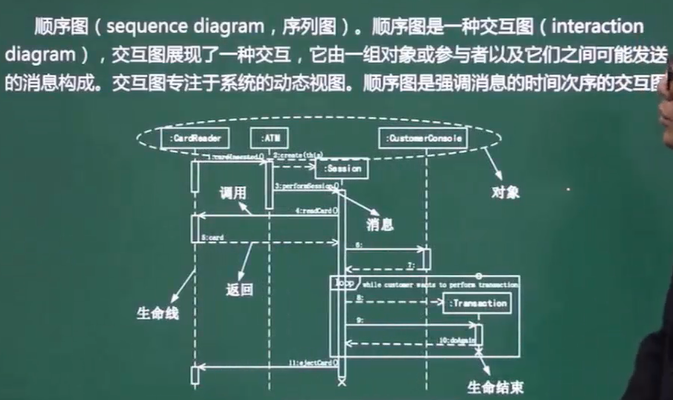 顺序图（sequence diagram，序列图）。顺序图是一种交互图（interaction
diagram），交互图展现了一种交互，它由一组对象或参与者以及它们之间可能发送
的消息构成。交互图专注于系统的动态视图。顺序图是强调消息的时间次序的交互图
:CardReader
:ATM
:CustomerConsole
1:cardInserted()
2:create(this)
:Session
对象
3:performSession()
调用
4:readCard()
消息
5:card
6:
7:
返回
loop
while customer wants to perform transaction
8:
:Transaction
生命线
9:
10:doAgain
11:ejectCard()
生命结束